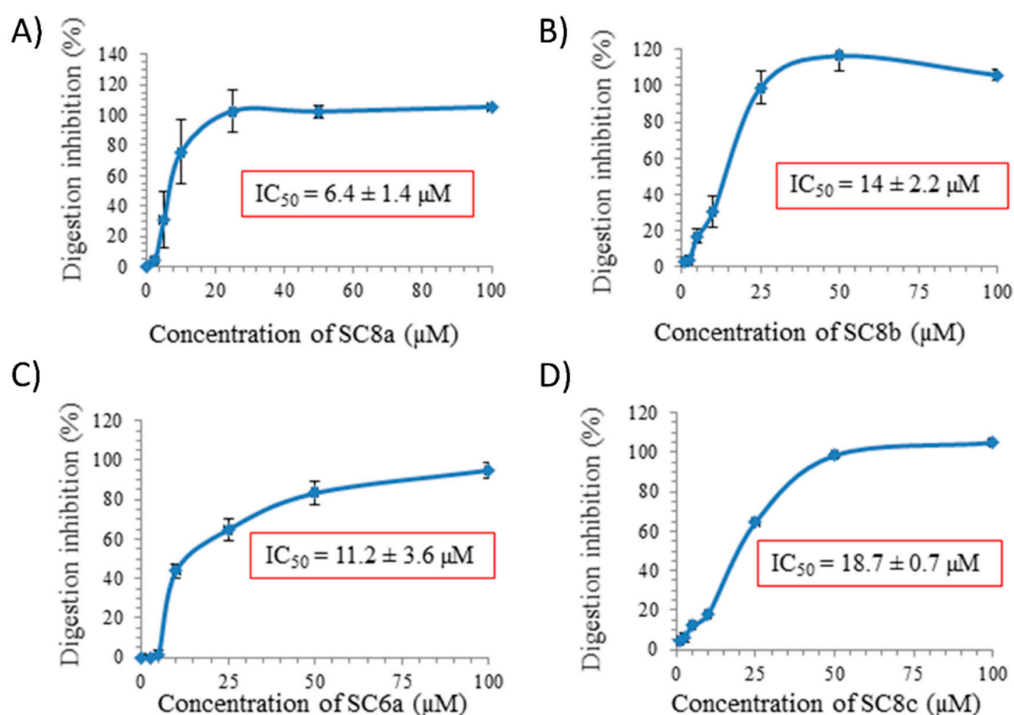 A)
Digestion inhibition (%)
140
120
100
80
60
40
20
0
IC50 = 6.4 ± 1.4 μM
0 20 40 60 80 100
Concentration of SC8a (μM)
B)
Digestion inhibition (%)
120
100
80
60
40
20
0
IC50 = 14 ± 2.2 μM
0 25 50 75 100
Concentration of SC8b (μM)
C)
Digestion inhibition (%)
120
100
80
60
40
20
0
IC50 = 11.2 ± 3.6 μM
0 25 50 75 100
Concentration of SC6a (μM)
D)
Digestion inhibition (%)
120
100
80
60
40
20
0
IC50 = 18.7 ± 0.7 μM
0 25 50 75 100
Concentration of SC8c (μM)